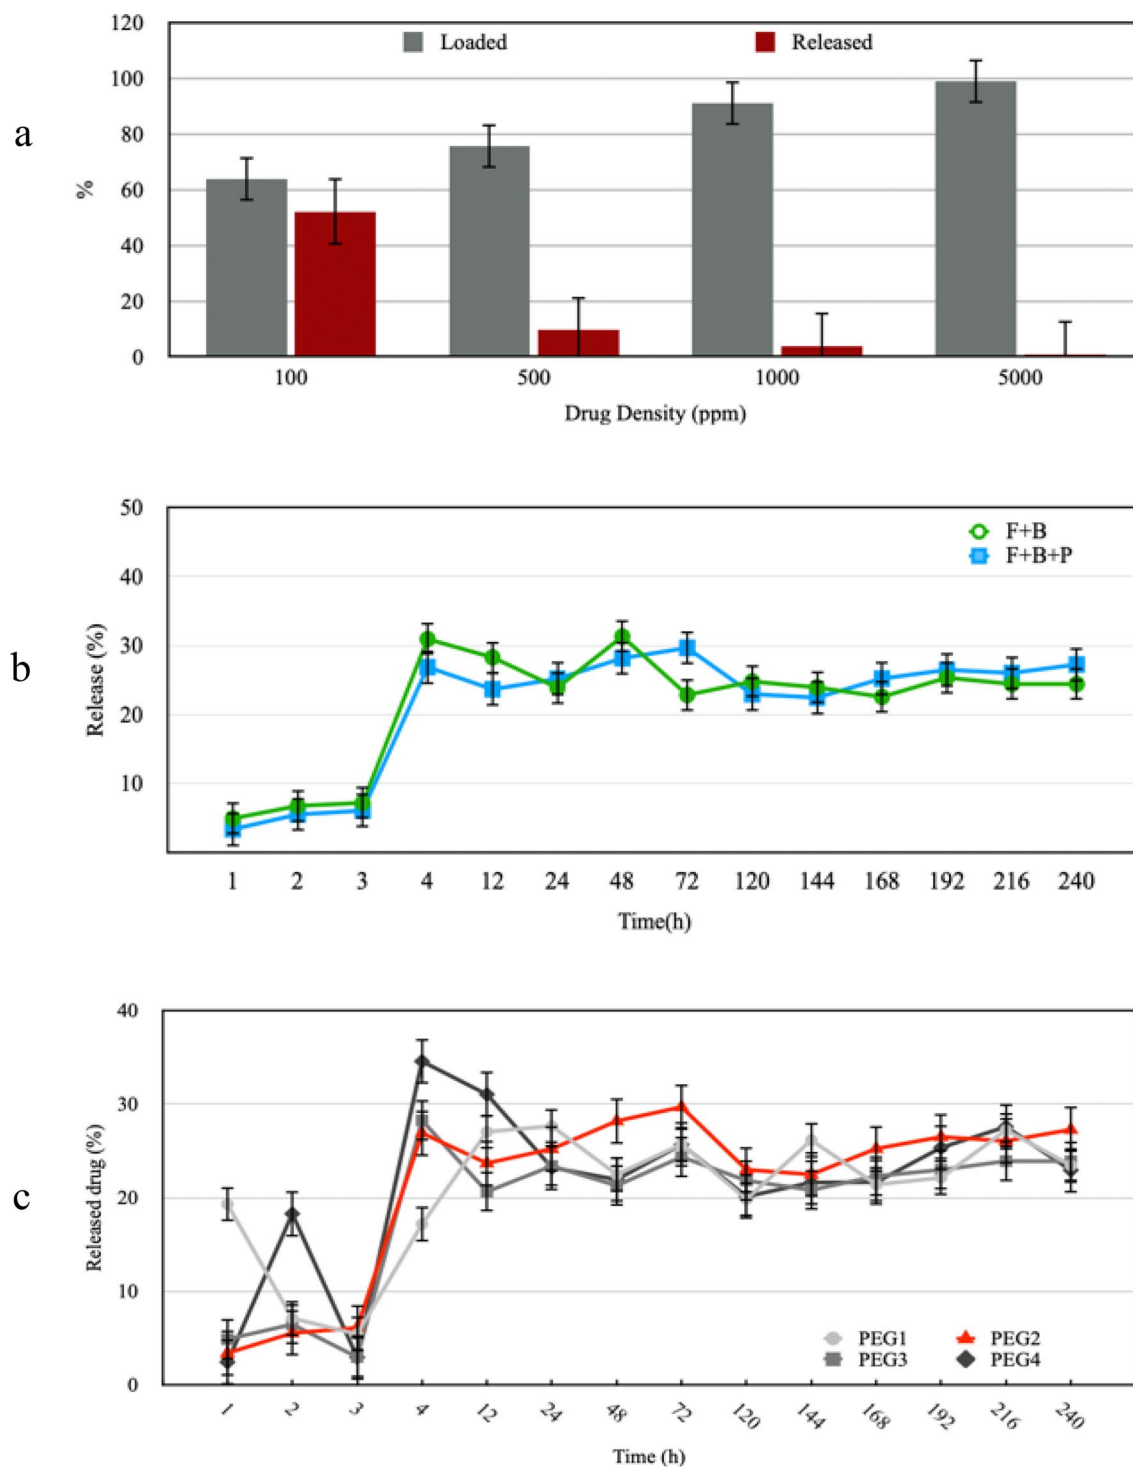 a
120
100
80
60
40
20
0
%
Loaded Released
100 500 1000 5000
Drug Density (ppm)
b
50
40
30
20
10
Release (%)
F+B
F+B+P
1 2 3 4 12 24 48 72 120 144 168 192 216 240
Time(h)
c
40
30
20
10
0
Released drug (%)
PEG1 PEG2
PEG3 PEG4
1 2 3 4 12 24 48 72 120 144 168 192 216 240
Time (h)